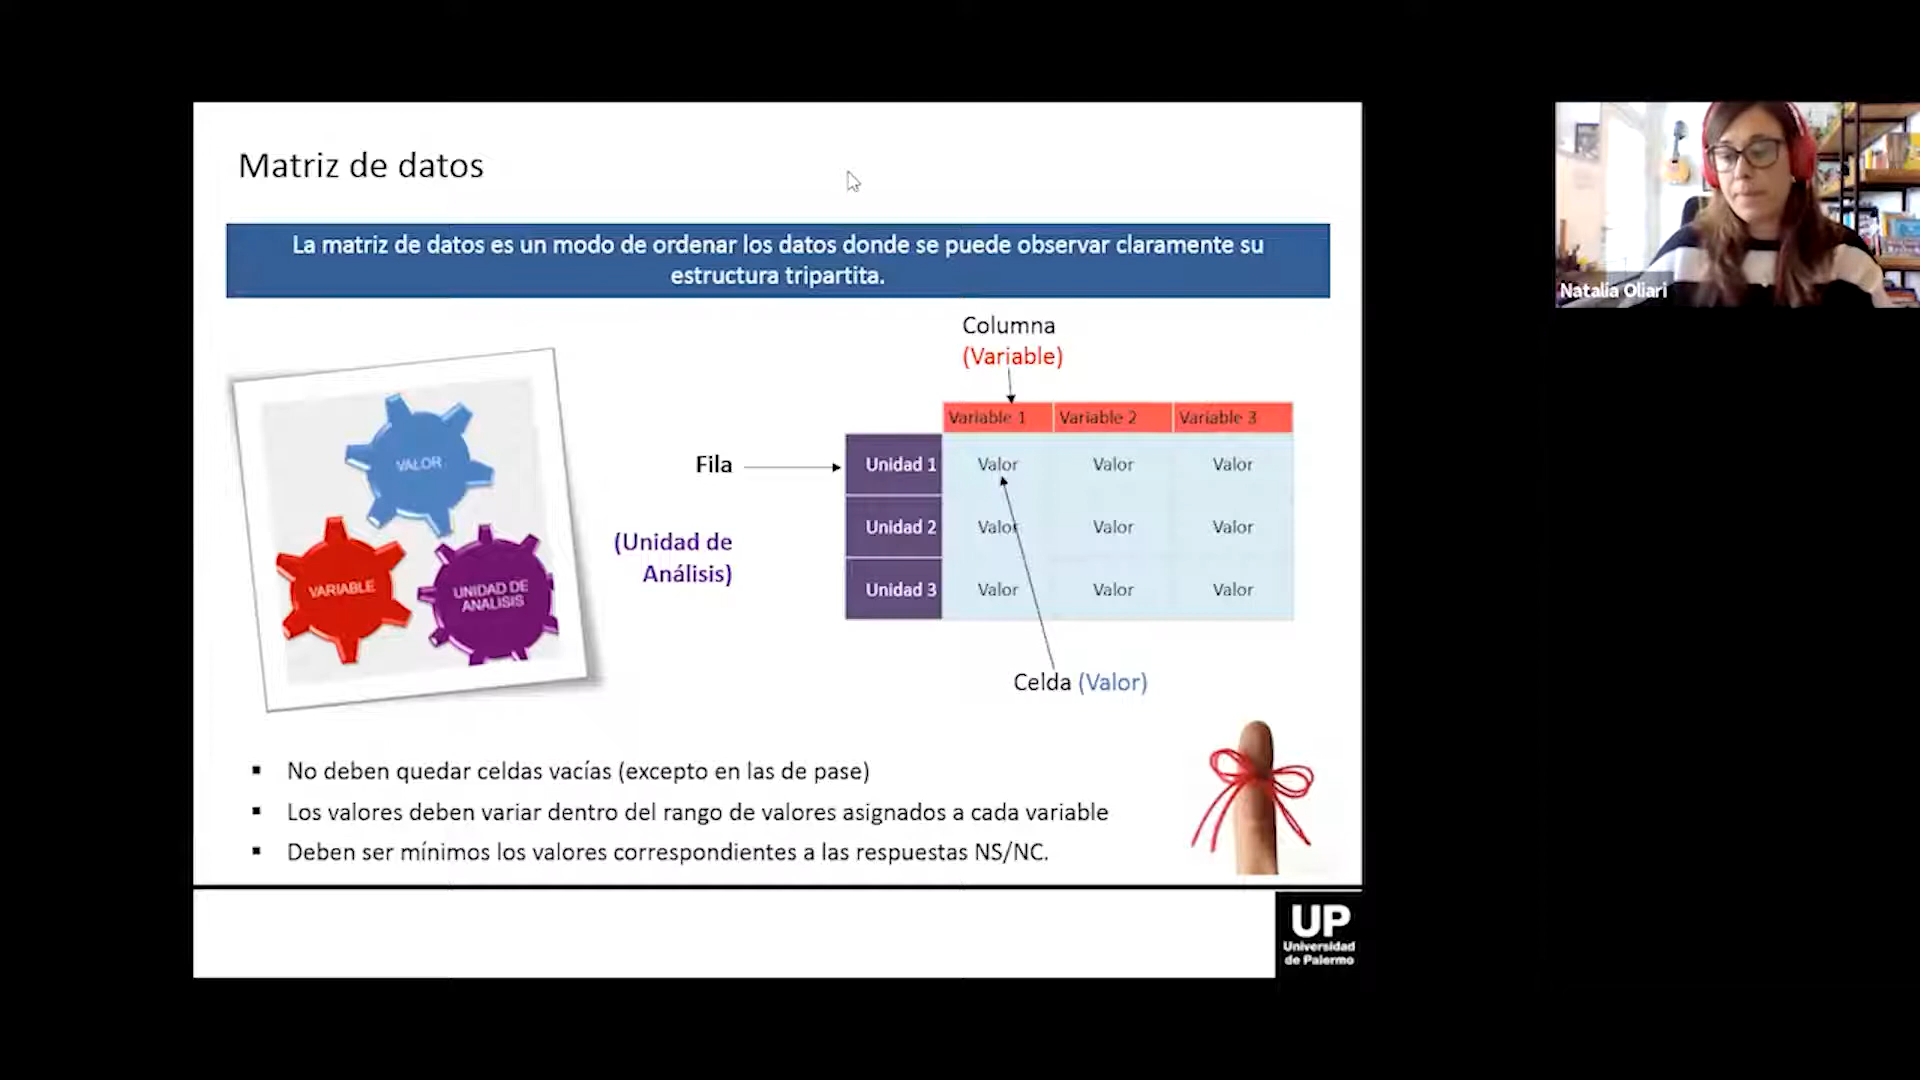 Matriz de datos
La matriz de datos es un modo de ordenar los datos donde se puede observar claramente su
estructura tripartita.
Columna
(Variable)
Variable 1 Variable 2 Variable 3
Fila
Unidad 1 Valor Valor Valor
Unidad 2 Valor Valor Valor
Unidad 3 Valor Valor Valor
(Unidad de
Análisis)
Celda (Valor)
VALOR
VARIABLE
UNIDAD DE
ANALISIS
▪ No deben quedar celdas vacías (excepto en las de pase)
▪ Los valores deben variar dentro del rango de valores asignados a cada variable
▪ Deben ser mínimos los valores correspondientes a las respuestas NS/NC.
UP
Universidad
de Palermo
Natalia Oliari